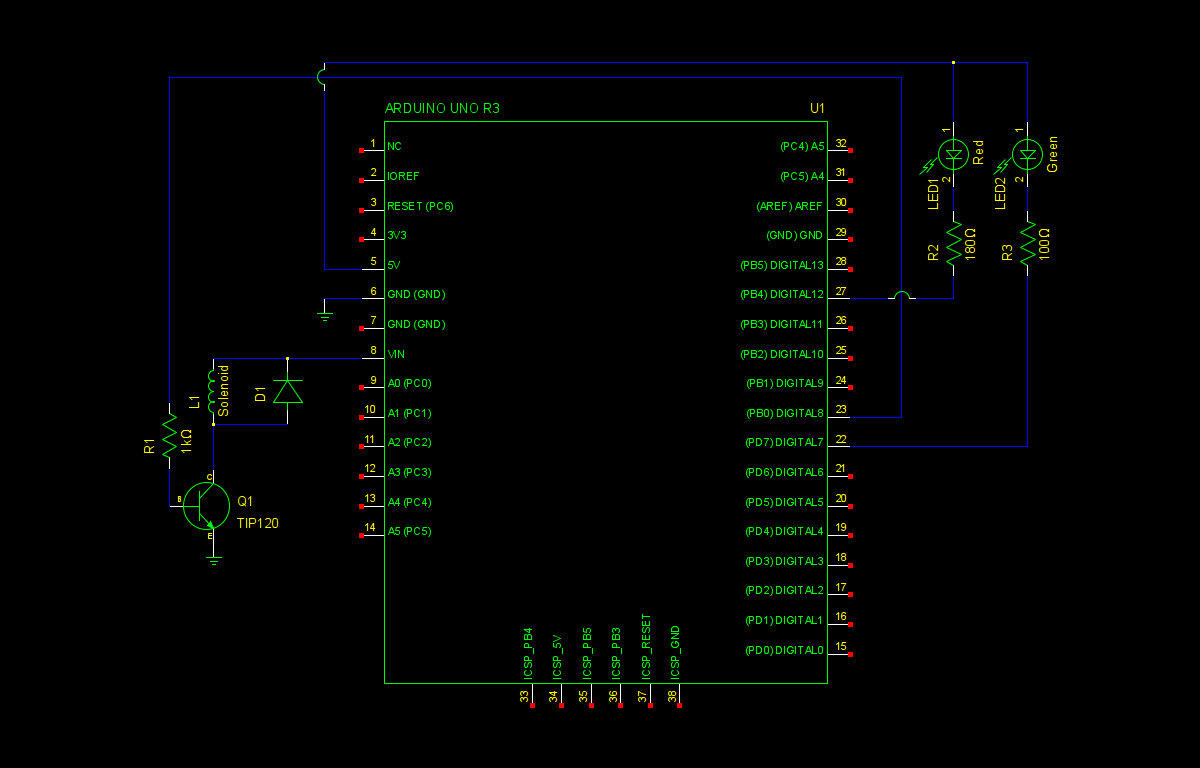 ARDUINO UNO R3
U1
1 NC
2 IOREF
3 RESET (PC6)
4 3V3
5 5V
6 GND (GND)
7 GND (GND)
8 VIN
9 A0 (PC0)
10 A1 (PC1)
11 A2 (PC2)
12 A3 (PC3)
13 A4 (PC4)
14 A5 (PC5)
(PC4) A5 32
(PC5) A4 31
(AREF) AREF 30
(GND) GND 29
(PB5) DIGITAL13 28
(PB4) DIGITAL12 27
(PB3) DIGITAL11 26
(PB2) DIGITAL10 25
(PB1) DIGITAL9 24
(PB0) DIGITAL8 23
(PD7) DIGITAL7 22
(PD6) DIGITAL6 21
(PD5) DIGITAL5 20
(PD4) DIGITAL4 19
(PD3) DIGITAL3 18
(PD2) DIGITAL2 17
(PD1) DIGITAL1 16
(PD0) DIGITAL0 15
33 ICSP_PB4
34 ICSP_5V
35 ICSP_PB5
36 ICSP_PB3
37 ICSP_RESET
38 ICSP_GND
1
2
LED1
Red
1
2
LED2
Green
R2
180Ω
R3
100Ω
L1
Solenoid
D1
R1
1kΩ
C
B
E
Q1
TIP120